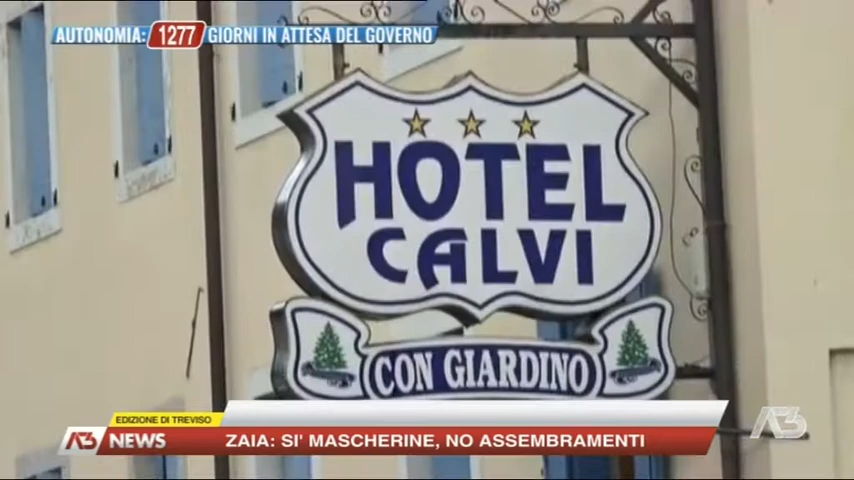 AUTONOMIA: 1277 GIORNI IN ATTESA DEL GOVERNO
HOTEL
CALVI
CON GIARDINO
EDIZIONE DI TREVISO
A3 NEWS
ZAIA: SI' MASCHERINE, NO ASSEMBRAMENTI
A3